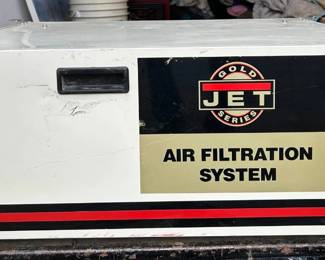 GOLD
JET
SERIES
AIR FILTRATION
SYSTEM